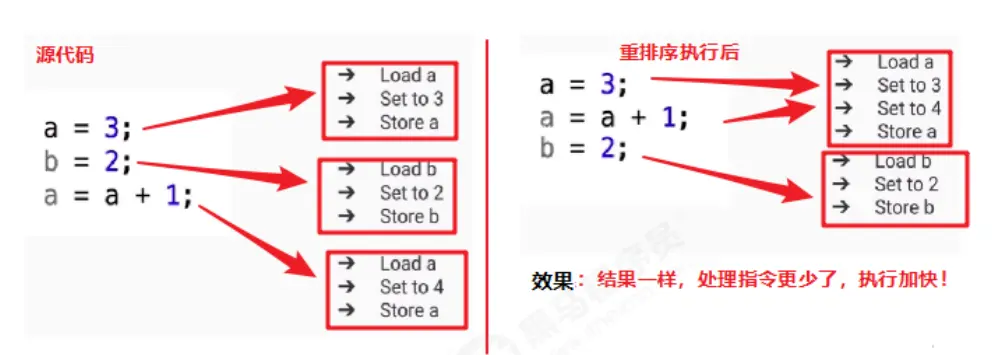 源代码
a = 3;
b = 2;
a = a + 1;
➔ Load a
➔ Set to 3
➔ Store a
➔ Load b
➔ Set to 2
➔ Store b
➔ Load a
➔ Set to 4
➔ Store a
重排序执行后
a = 3;
a = a + 1;
b = 2;
➔ Load a
➔ Set to 3
➔ Set to 4
➔ Store a
➔ Load b
➔ Set to 2
➔ Store b
效果：结果一样，处理指令更少了，执行加快！